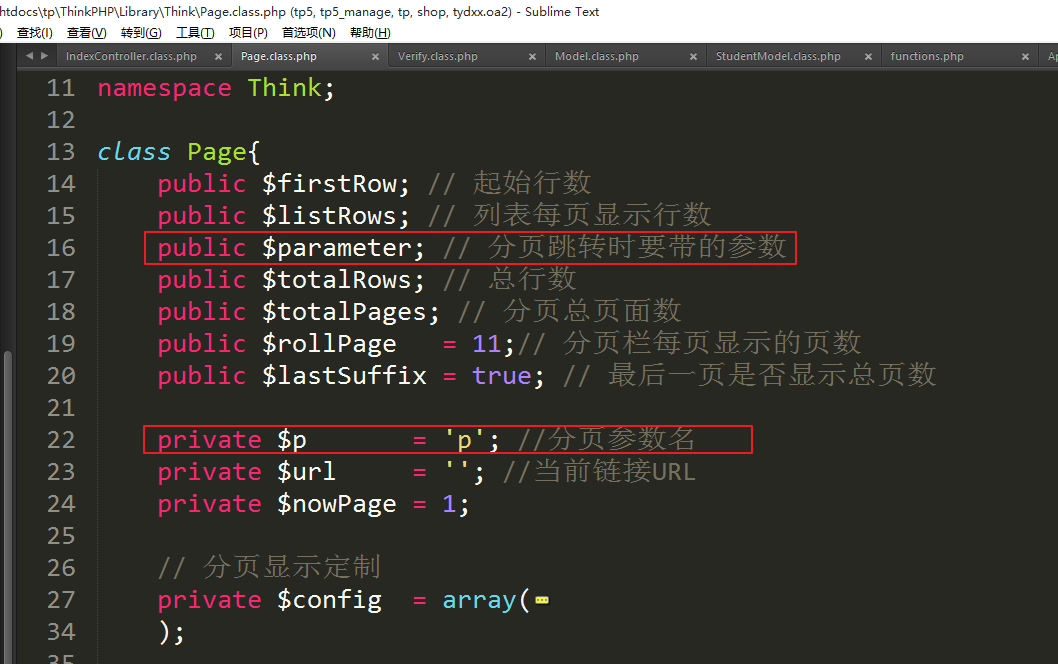 htdocs\tp\ThinkPHP\Library\Think\Page.class.php (tp5, tp5_manage, tp, shop, tydxx.oa2) - Sublime Text
) 查找(I) 查看(V) 转到(G) 工具(T) 项目(P) 首选项(N) 帮助(H)
IndexController.class.php × Page.class.php × Verify.class.php × Model.class.php × StudentModel.class.php × functions.php × Ap
11 namespace Think;
12
13 class Page{
14 public $firstRow; // 起始行数
15 public $listRows; // 列表每页显示行数
16 public $parameter; // 分页跳转时要带的参数
17 public $totalRows; // 总行数
18 public $totalPages; // 分页总页面数
19 public $rollPage = 11;// 分页栏每页显示的页数
20 public $lastSuffix = true; // 最后一页是否显示总页数
21
22 private $p = 'p'; //分页参数名
23 private $url = ''; //当前链接URL
24 private $nowPage = 1;
25
26 // 分页显示定制
27 private $config = array(
34 );
35